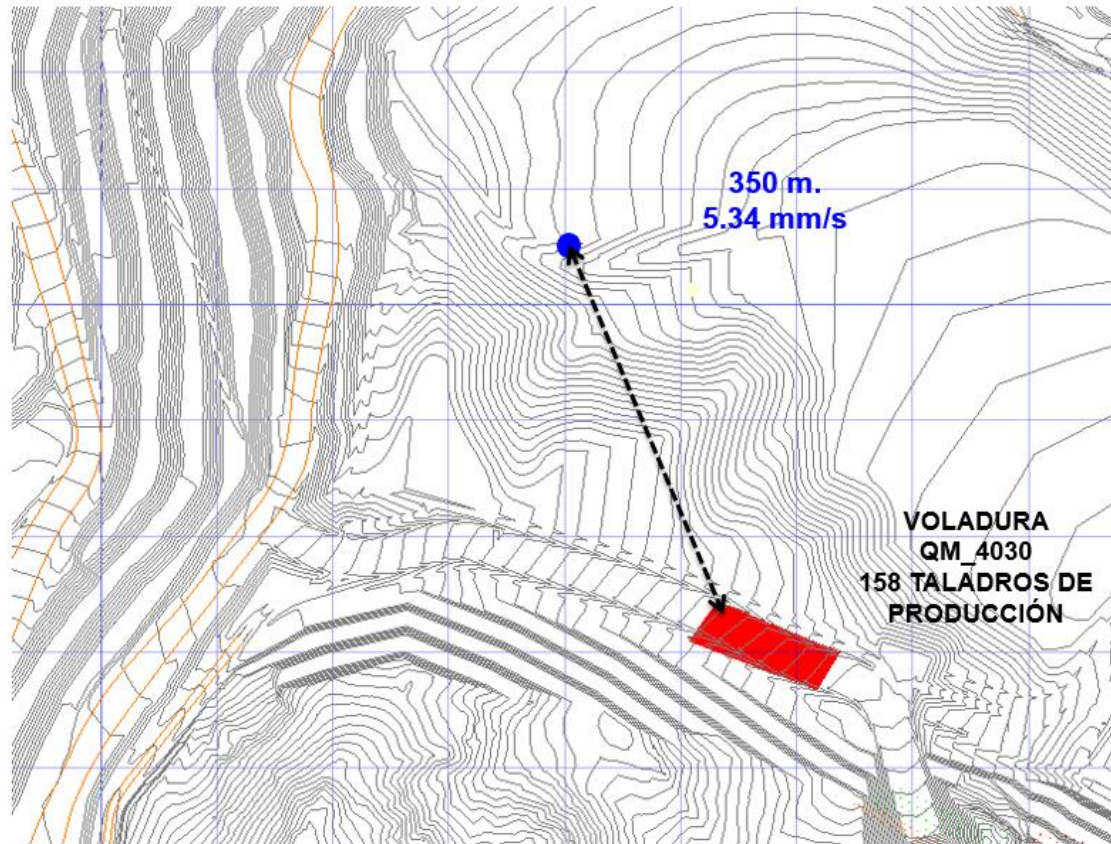 350 m.
5.34 mm/s
VOLADURA
QM_4030
158 TALADROS DE
PRODUCCIÓN